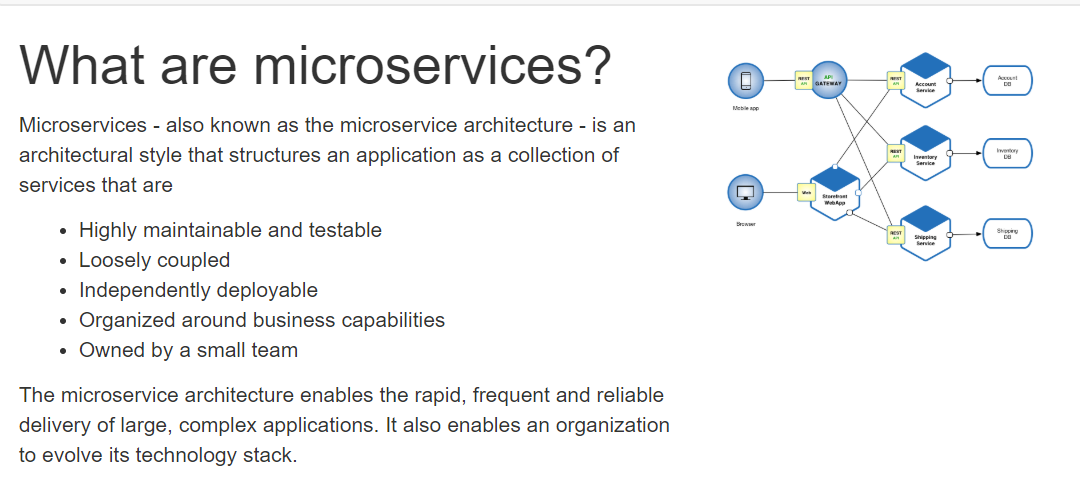 What are microservices?
Microservices - also known as the microservice architecture - is an
architectural style that structures an application as a collection of
services that are
• Highly maintainable and testable
• Loosely coupled
• Independently deployable
• Organized around business capabilities
• Owned by a small team
The microservice architecture enables the rapid, frequent and reliable
delivery of large, complex applications. It also enables an organization
to evolve its technology stack.
Mobile app
REST
API
API
GATEWAY
REST
API
Account
Service
Account
DB
REST
API
Inventory
Service
Inventory
DB
Browser
Web
Storefront
WebApp
REST
API
Shipping
Service
Shipping
DB